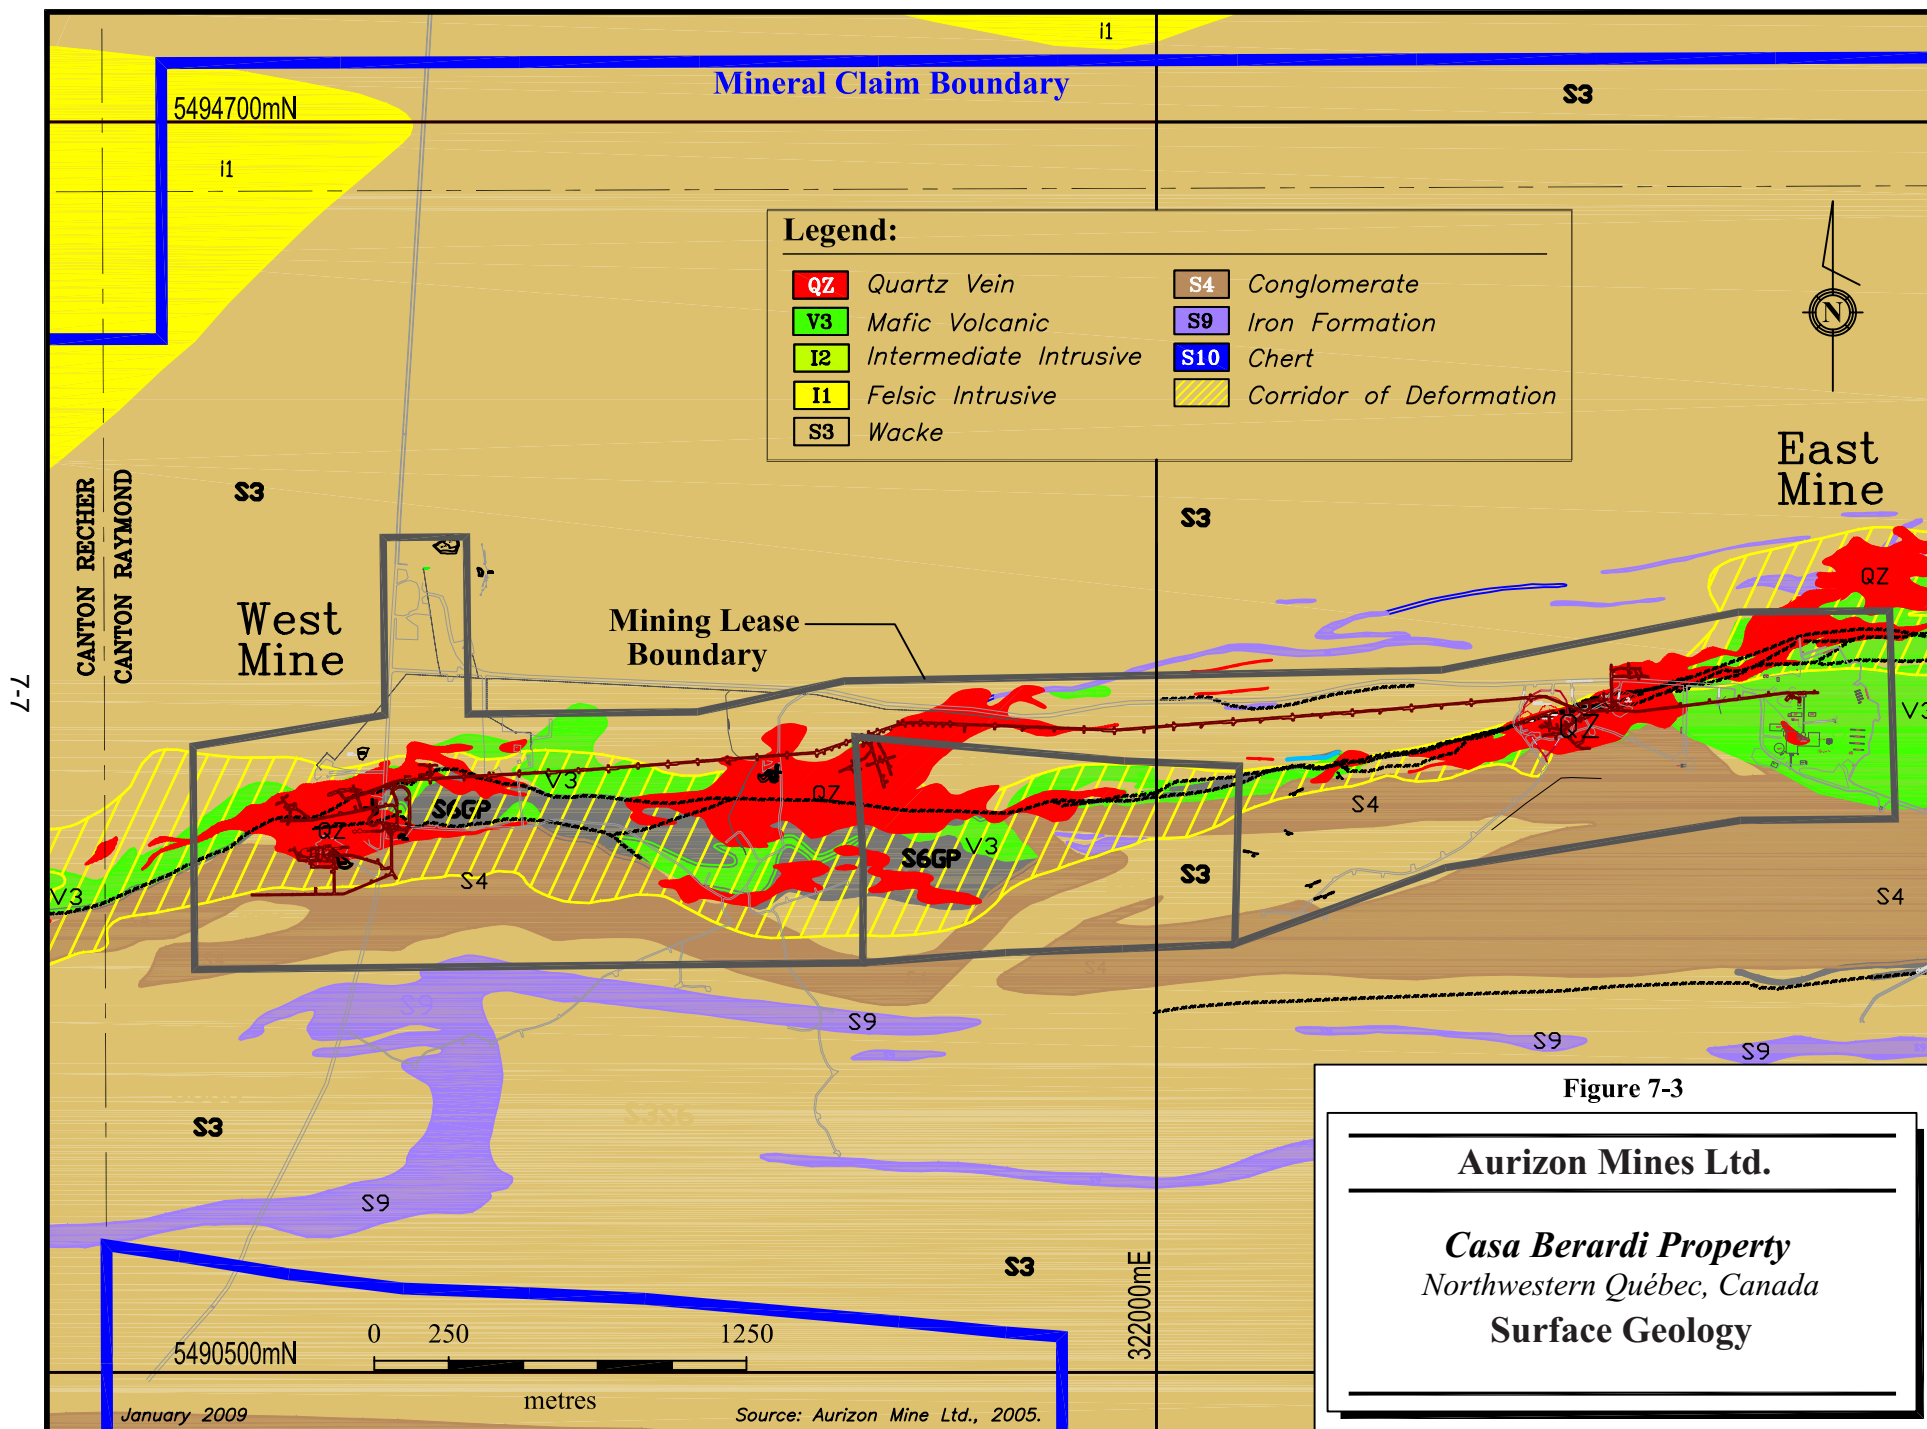 i1
Mineral Claim Boundary
S3
5494700mN
i1
Legend:
QZ Quartz Vein
V3 Mafic Volcanic
I2 Intermediate Intrusive
I1 Felsic Intrusive
S3 Wacke
S4 Conglomerate
S9 Iron Formation
S10 Chert
Corridor of Deformation
N
East
Mine
S3
S3
CANTON RECHER
CANTON RAYMOND
West
Mine
Mining Lease
Boundary
QZ
7-7
V3
QZ
V3
QZ
S6GP
S4
QZ
V3
S6GP
V3
S3
S4
S4
S4
S4
S9
S9
S9
S9
S3
S3S6
S9
S3
322000mE
5490500mN
0 250 1250
metres
January 2009
Source: Aurizon Mine Ltd., 2005.
Figure 7-3
Aurizon Mines Ltd.
Casa Berardi Property
Northwestern Québec, Canada
Surface Geology